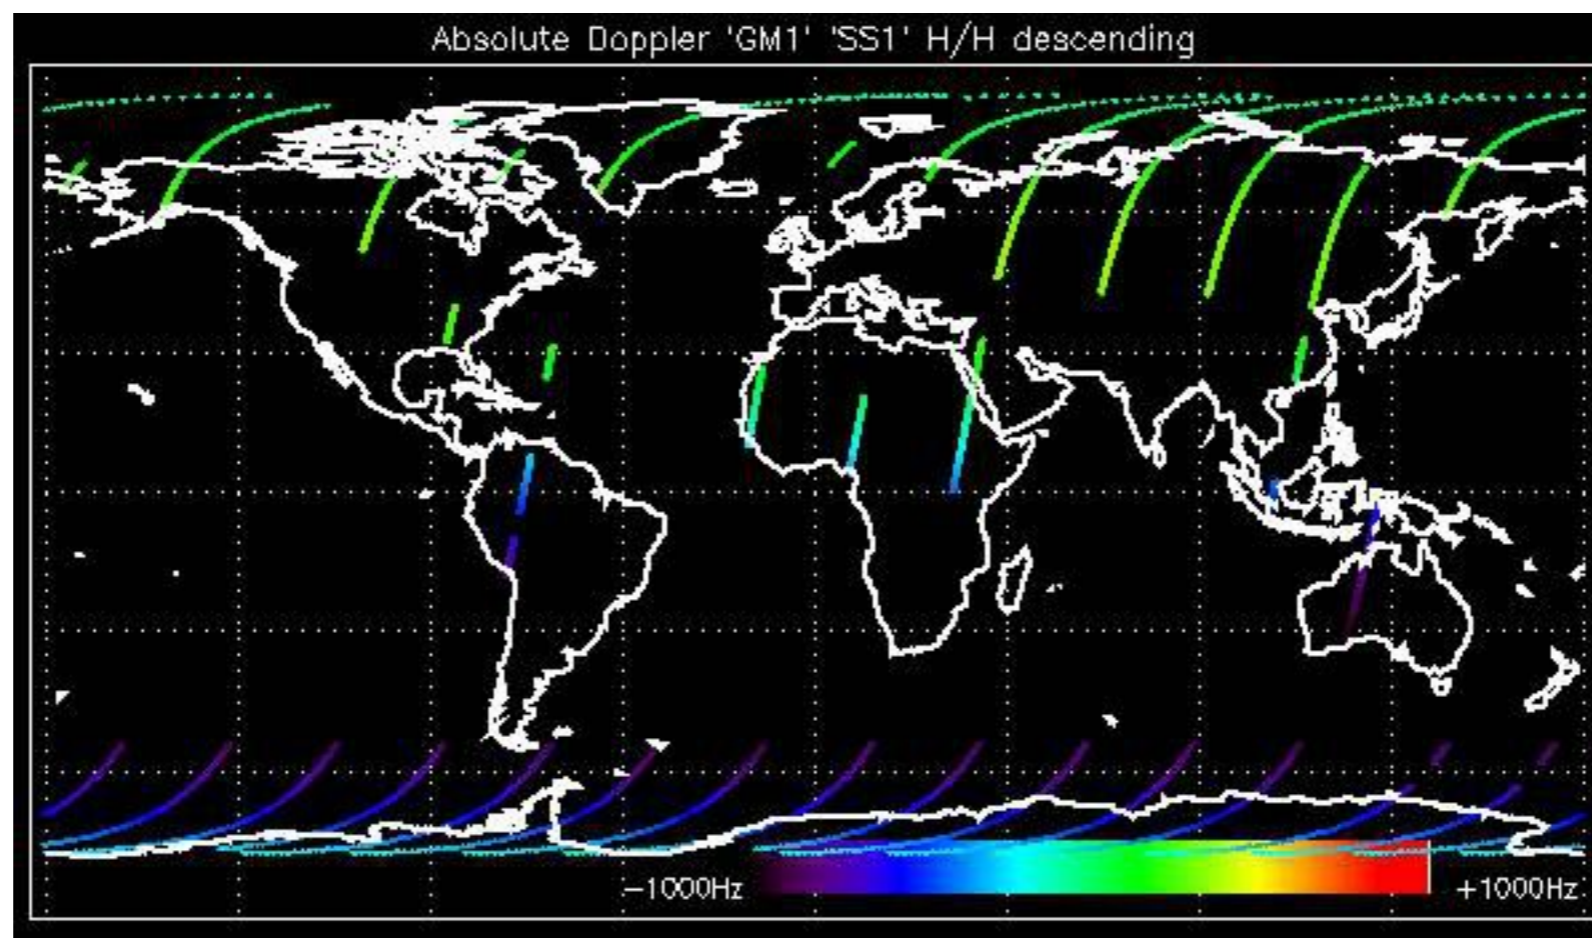 Absolute Doppler 'GM1' 'SS1' H/H descending
-1000Hz
+1000Hz